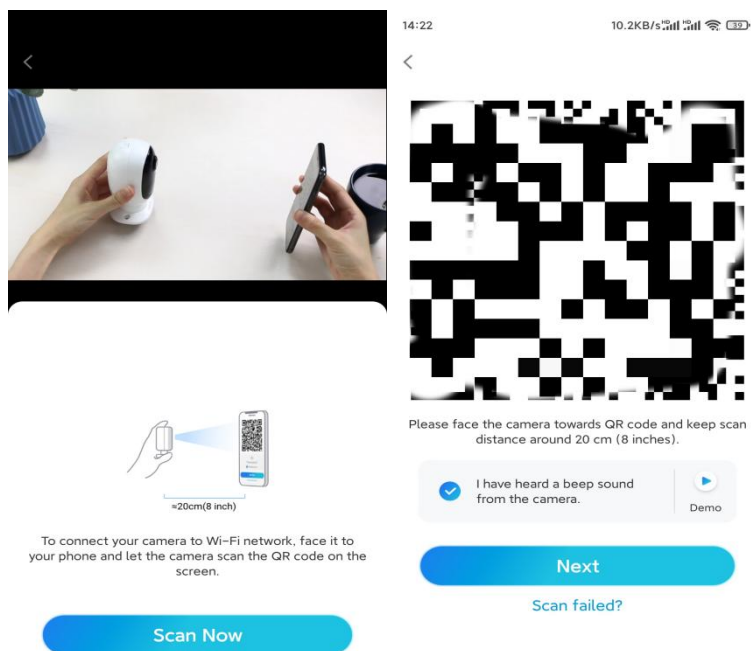 ≈20cm(8 inch)
To connect your camera to Wi-Fi network, face it to
your phone and let the camera scan the QR code on the
screen.
Scan Now
14:22
10.2KB/s HD HD 39
Please face the camera towards QR code and keep scan
distance around 20 cm (8 inches).
I have heard a beep sound
from the camera.
Demo
Next
Scan failed?